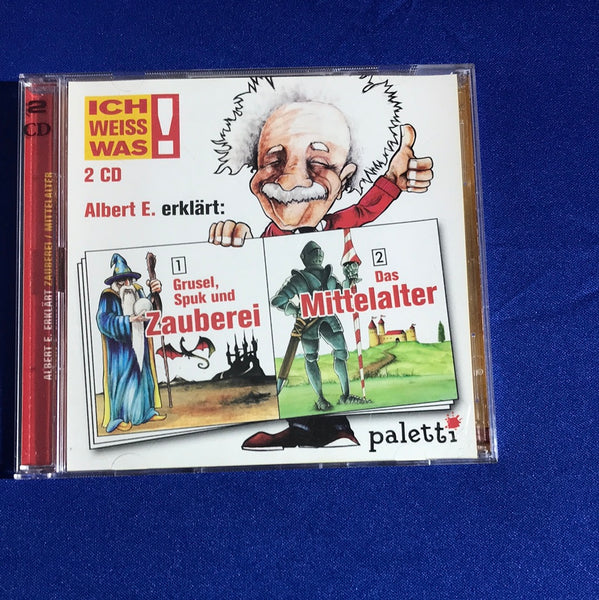 ICH
WEISS
WAS!
2 CD
Albert E. erklärt:
1
Grusel,
Spuk und
Zauberei
2
Das
Mittelalter
paletti
2
CD
ALBERT E. ERKLÄRT ZAUBEREI / MITTELALTER